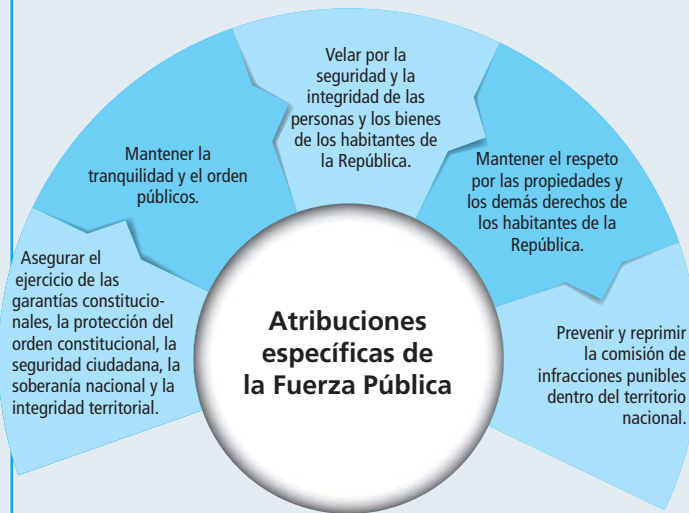 Asegurar el
ejercicio de las
garantías constitucio-
nales, la protección del
orden constitucional, la
seguridad ciudadana, la
soberanía nacional y la
integridad territorial.
Mantener la
tranquilidad y el orden
públicos.
Velar por la
seguridad y la
integridad de las
personas y los bienes
de los habitantes de
la República.
Mantener el respeto
por las propiedades y
los demás derechos de
los habitantes de la
República.
Prevenir y reprimir
la comisión de
infracciones punibles
dentro del territorio
nacional.
Atribuciones
específicas de
la Fuerza Pública